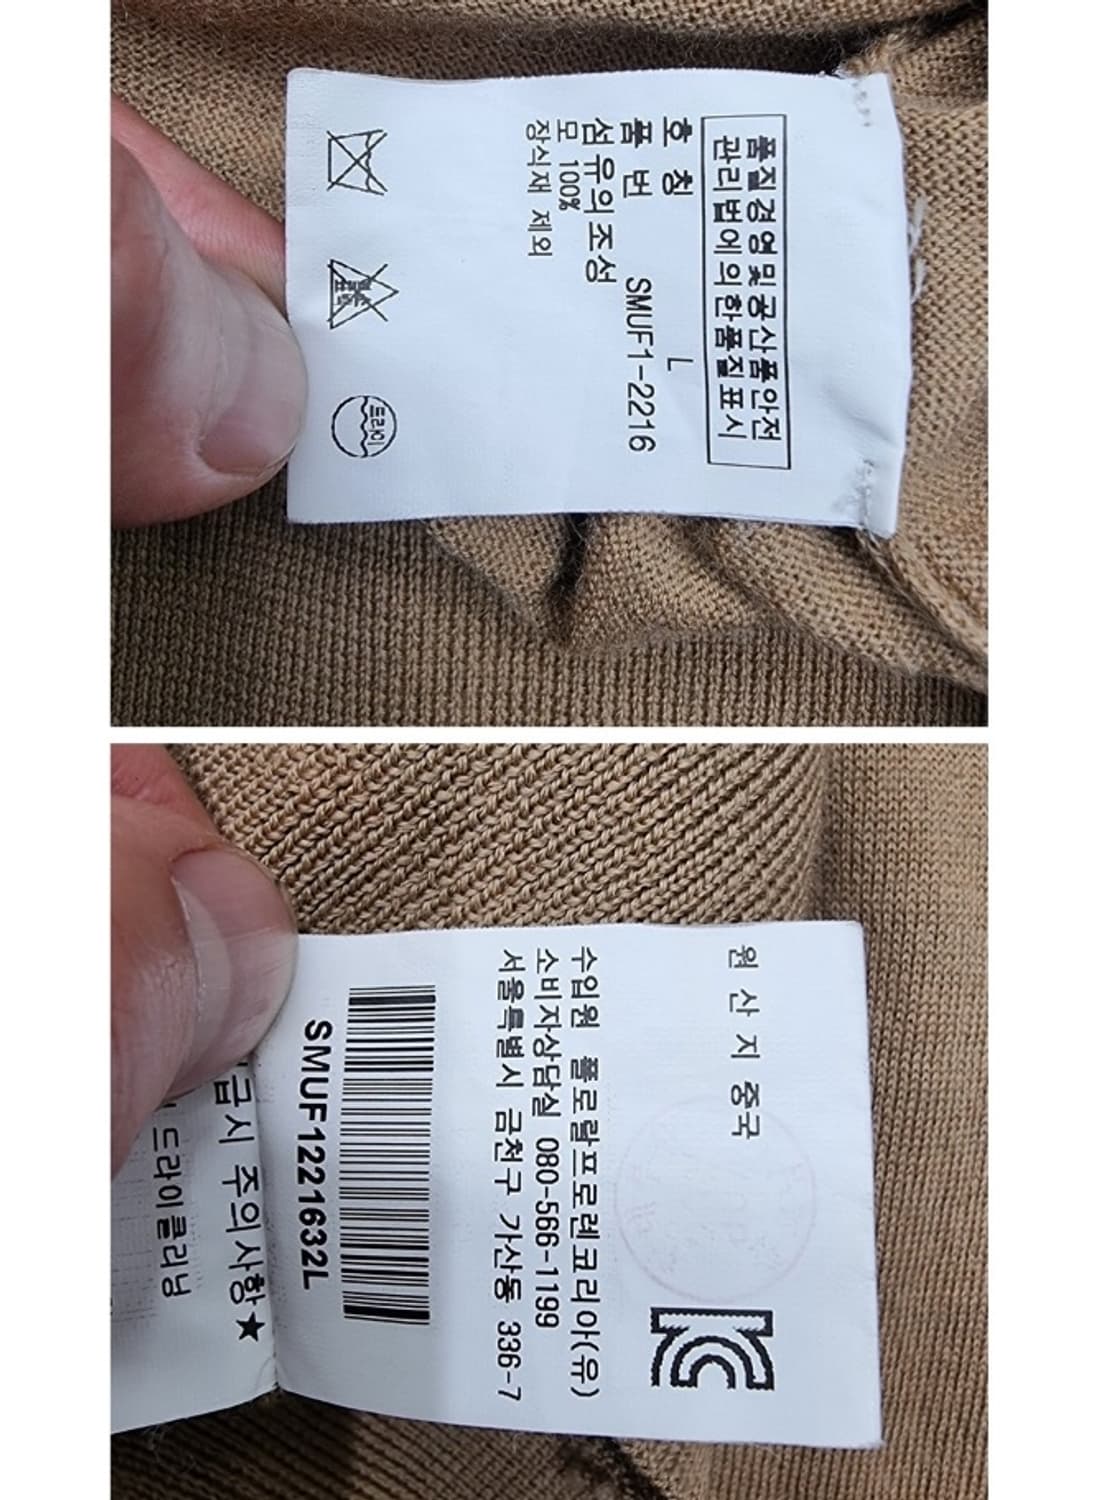 품질경영및공산품안전
관리법에의한품질표시
호 칭 L
품 번 SMUF1-2216
섬유의조성
모 100%
장식재 제외
드라이
원 산 지 중국
KC
수입원 폴로랄프로렌코리아(유)
소비자상담실 080-566-1199
서울특별시 금천구 가산동 336-7
SMUF1221632L
급시 주의사항★
드라이클리닝